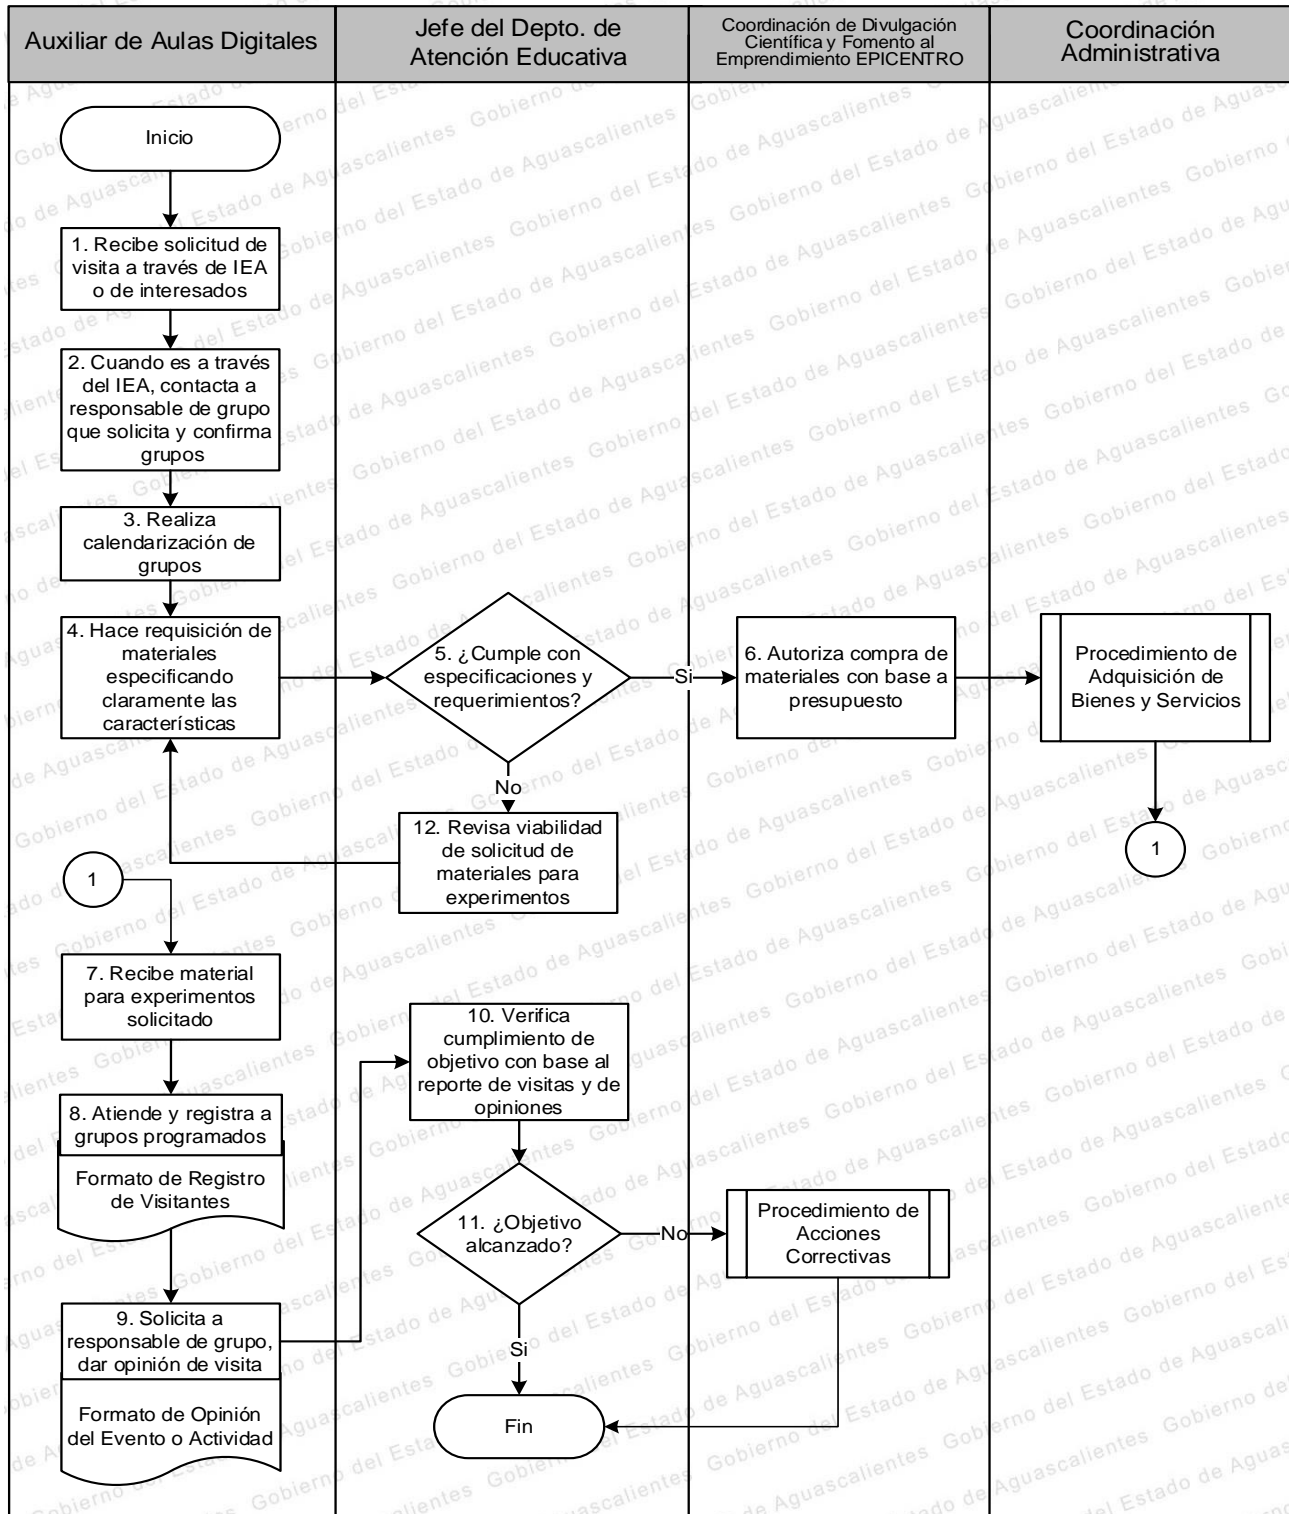 Auxiliar de Aulas Digitales
Jefe del Depto. de
Atención Educativa
Coordinación de Divulgación
Científica y Fomento al
Emprendimiento EPICENTRO
Coordinación
Administrativa
Inicio
1. Recibe solicitud de
visita a través de IEA
o de interesados
2. Cuando es a través
del IEA, contacta a
responsable de grupo
que solicita y confirma
grupos
3. Realiza
calendarización de
grupos
4. Hace requisición de
materiales
especificando
claramente las
características
5. ¿Cumple con
especificaciones y
requerimientos?
Si
6. Autoriza compra de
materiales con base a
presupuesto
Procedimiento de
Adquisición de
Bienes y Servicios
No
12. Revisa viabilidad
de solicitud de
materiales para
experimentos
1
1
7. Recibe material
para experimentos
solicitado
8. Atiende y registra a
grupos programados
Formato de Registro
de Visitantes
9. Solicita a
responsable de grupo,
dar opinión de visita
Formato de Opinión
del Evento o Actividad
10. Verifica
cumplimiento de
objetivo con base al
reporte de visitas y de
opiniones
11. ¿Objetivo
alcanzado?
No
Procedimiento de
Acciones
Correctivas
Si
Fin
Gobierno del Estado de Aguascalientes